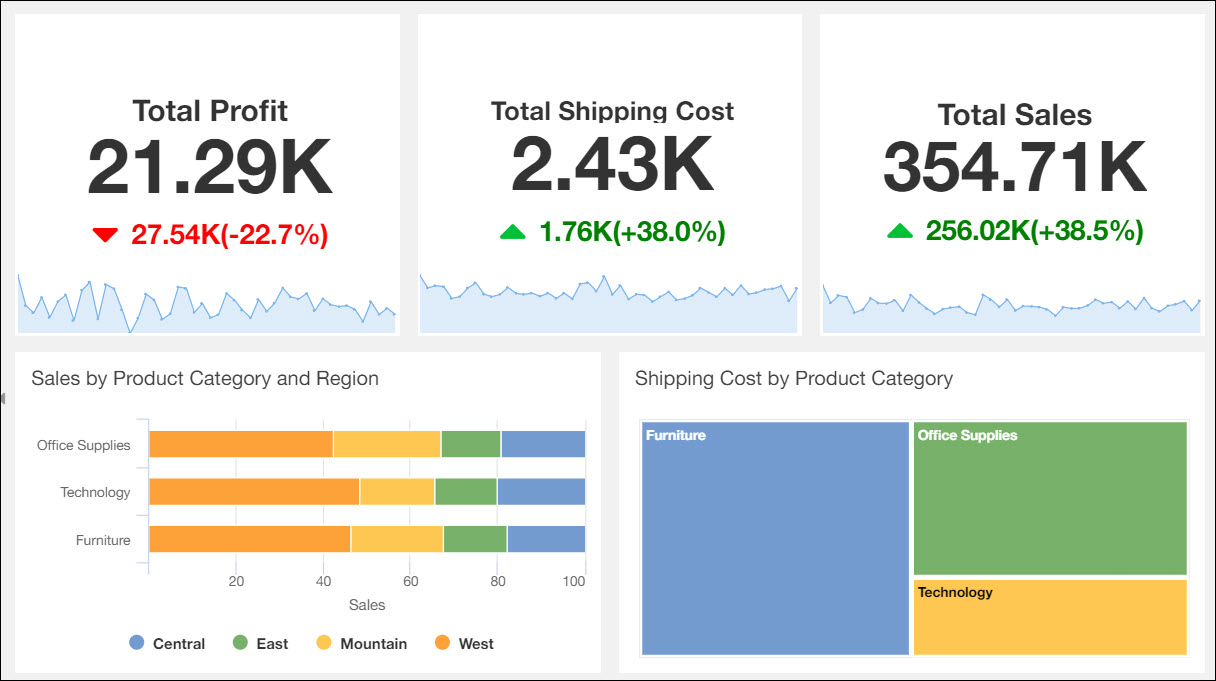 Total Profit
21.29K
27.54K(-22.7%)
Total Shipping Cost
2.43K
1.76K(+38.0%)
Total Sales
354.71K
256.02K(+38.5%)
Sales by Product Category and Region
Office Supplies
Technology
Furniture
20 40 60 80 100
Sales
Central East Mountain West
Shipping Cost by Product Category
Furniture
Office Supplies
Technology